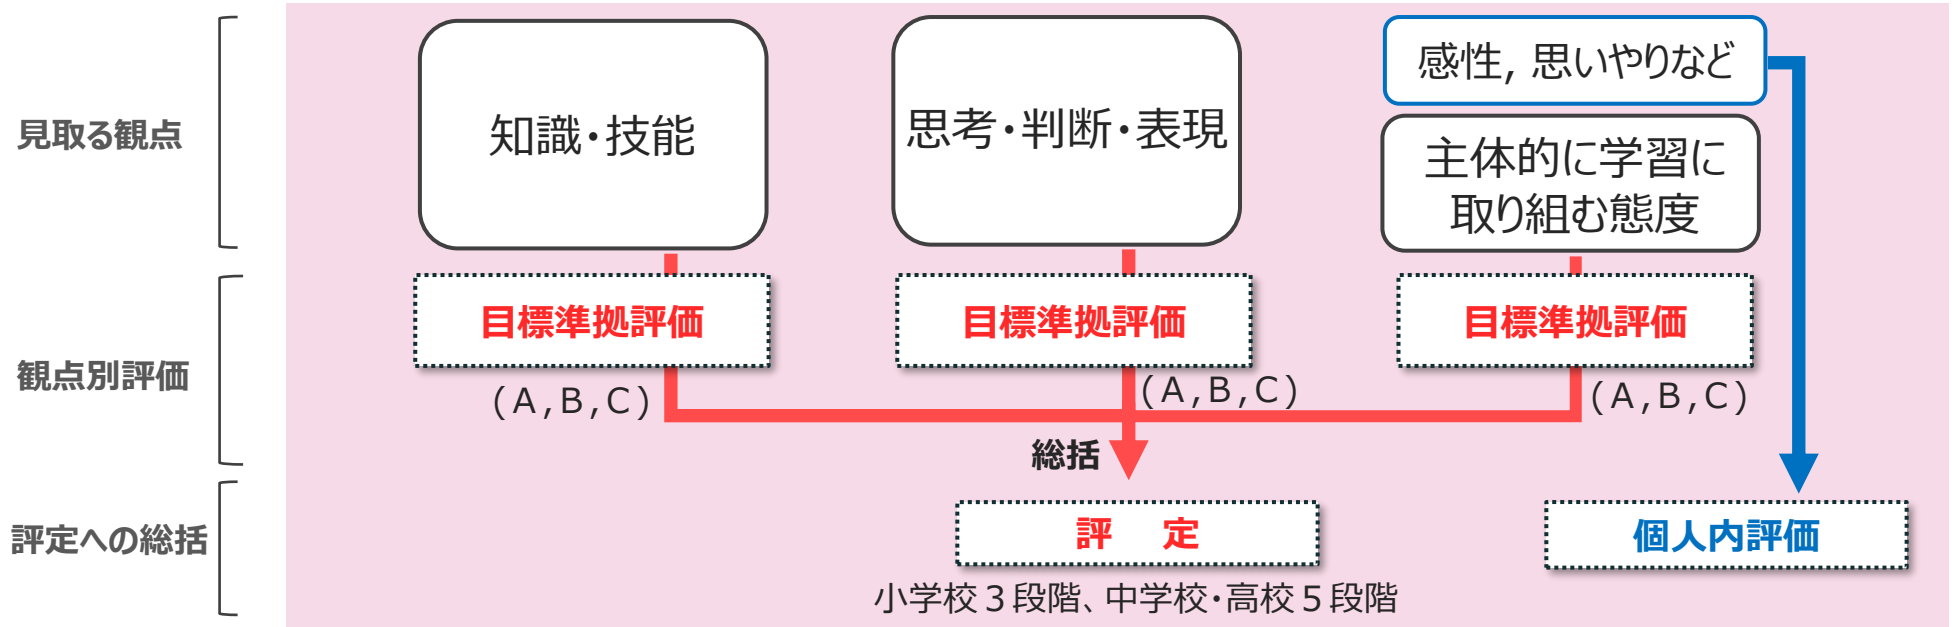 見取る観点
知識・技能
思考・判断・表現
感性, 思いやりなど
主体的に学習に
取り組む態度
観点別評価
目標準拠評価
目標準拠評価
目標準拠評価
(A,B,C)
(A,B,C)
(A,B,C)
総括
評定への総括
評　定
個人内評価
小学校３段階、中学校・高校５段階